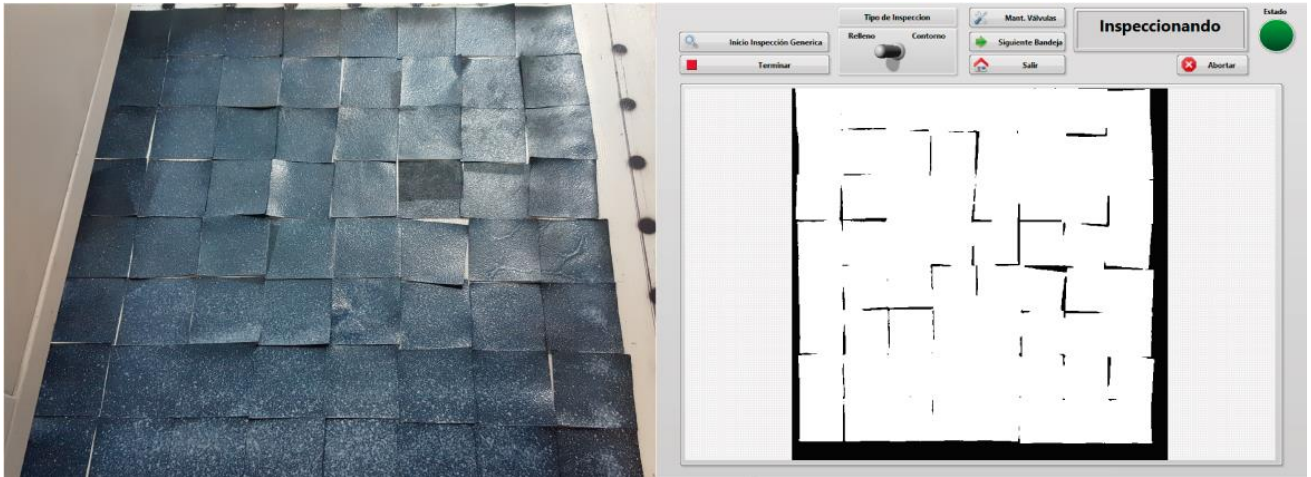 Tipo de Inspeccion
Relleno Contorno
Inicio Inspección Generica
Terminar
Mant. Válvulas
Siguiente Bandeja
Salir
Inspeccionando
Estado
Abortar